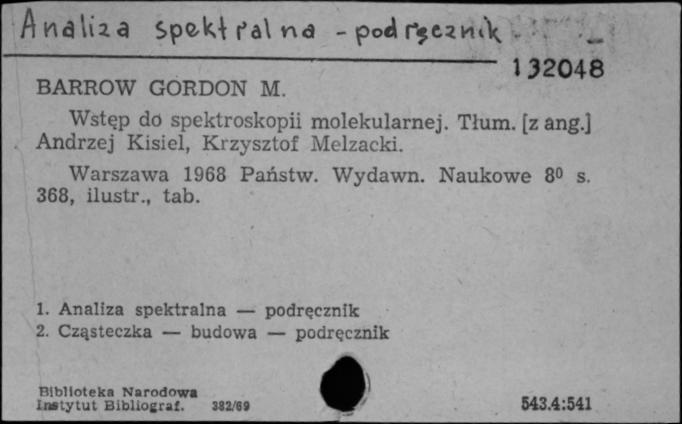 Analiza spektralna - podręcznik
132048
BARROW GORDON M.
Wstęp do spektroskopii molekularnej. Tłum. [z ang.]
Andrzej Kisiel, Krzysztof Melzacki.
Warszawa 1968 Państw. Wydawn. Naukowe 8⁰ s.
368, ilustr., tab.
1. Analiza spektralna — podręcznik
2. Cząsteczka — budowa — podręcznik
Biblioteka Narodowa
Instytut Bibliograf. 382/69
543.4:541